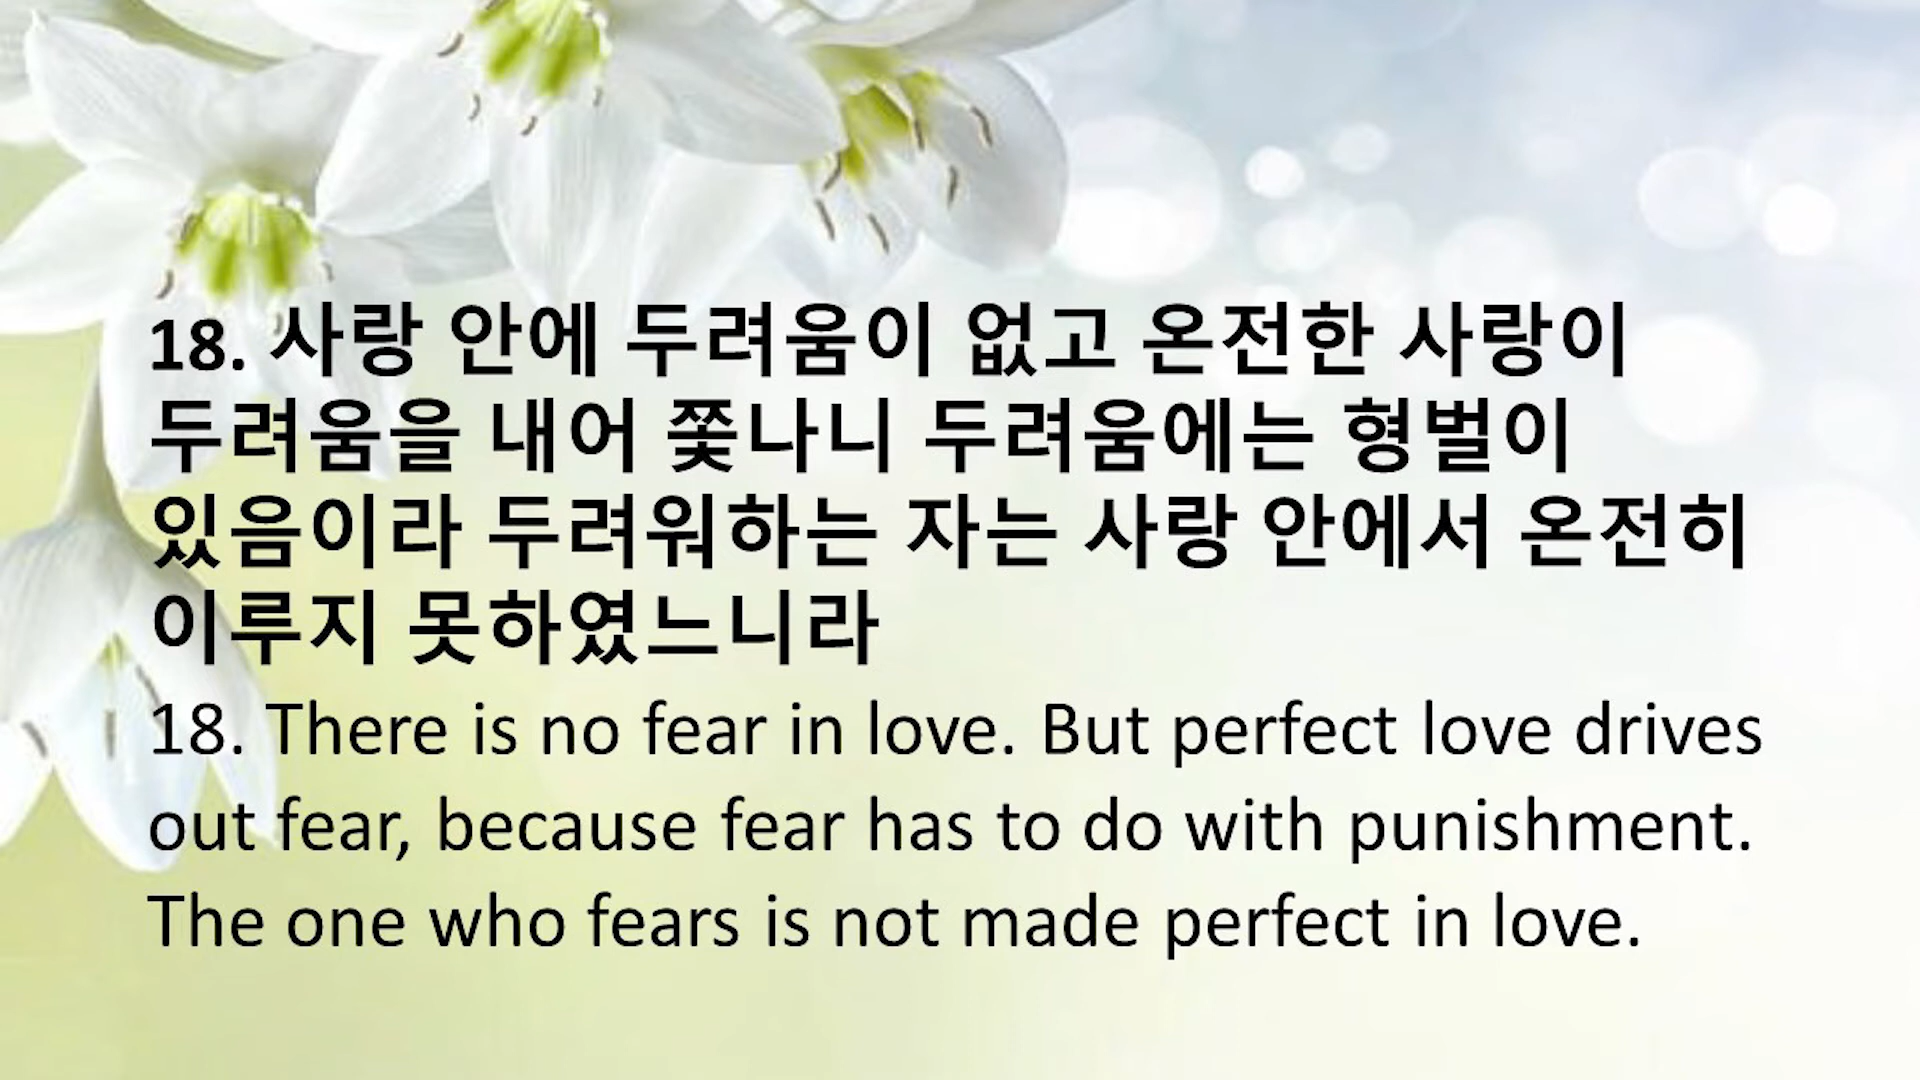 18. 사랑 안에 두려움이 없고 온전한 사랑이
두려움을 내어 쫓나니 두려움에는 형벌이
있음이라 두려워하는 자는 사랑 안에서 온전히
이루지 못하였느니라
18. There is no fear in love. But perfect love drives
out fear, because fear has to do with punishment.
The one who fears is not made perfect in love.